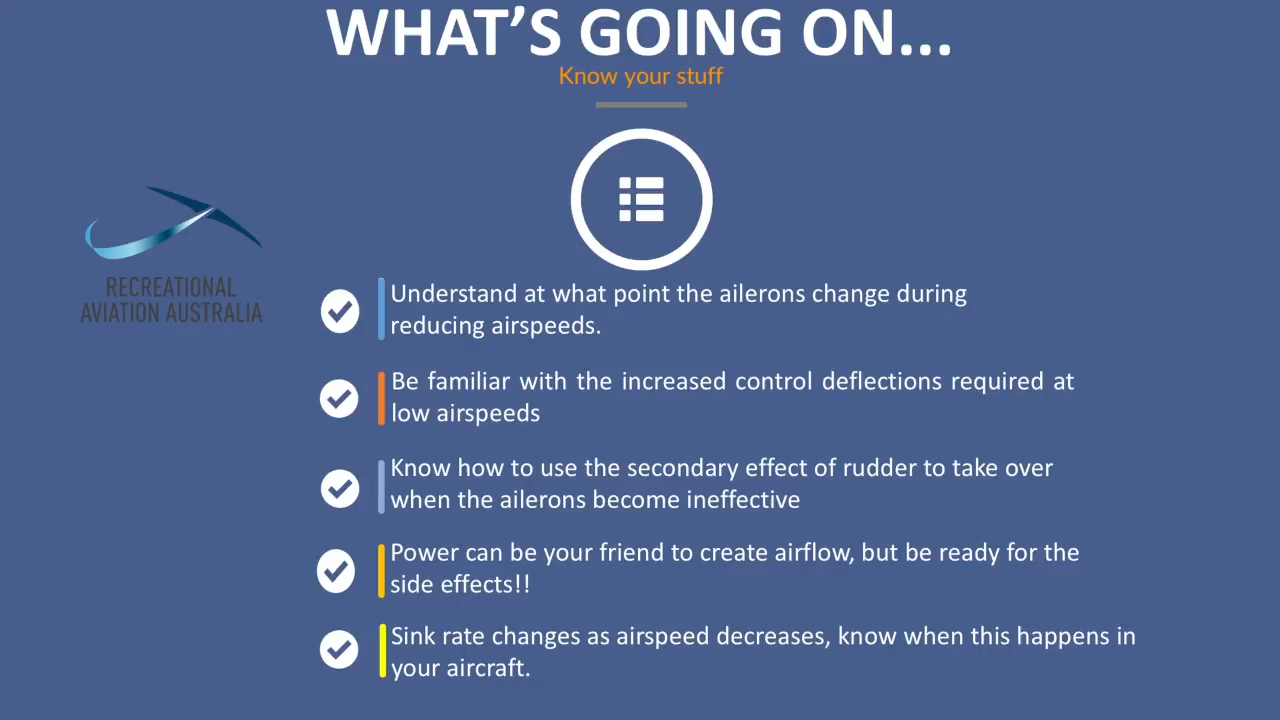 WHAT’S GOING ON...
Know your stuff
RECREATIONAL
AVIATION AUSTRALIA
Understand at what point the ailerons change during
reducing airspeeds.
Be familiar with the increased control deflections required at
low airspeeds
Know how to use the secondary effect of rudder to take over
when the ailerons become ineffective
Power can be your friend to create airflow, but be ready for the
side effects!!
Sink rate changes as airspeed decreases, know when this happens in
your aircraft.